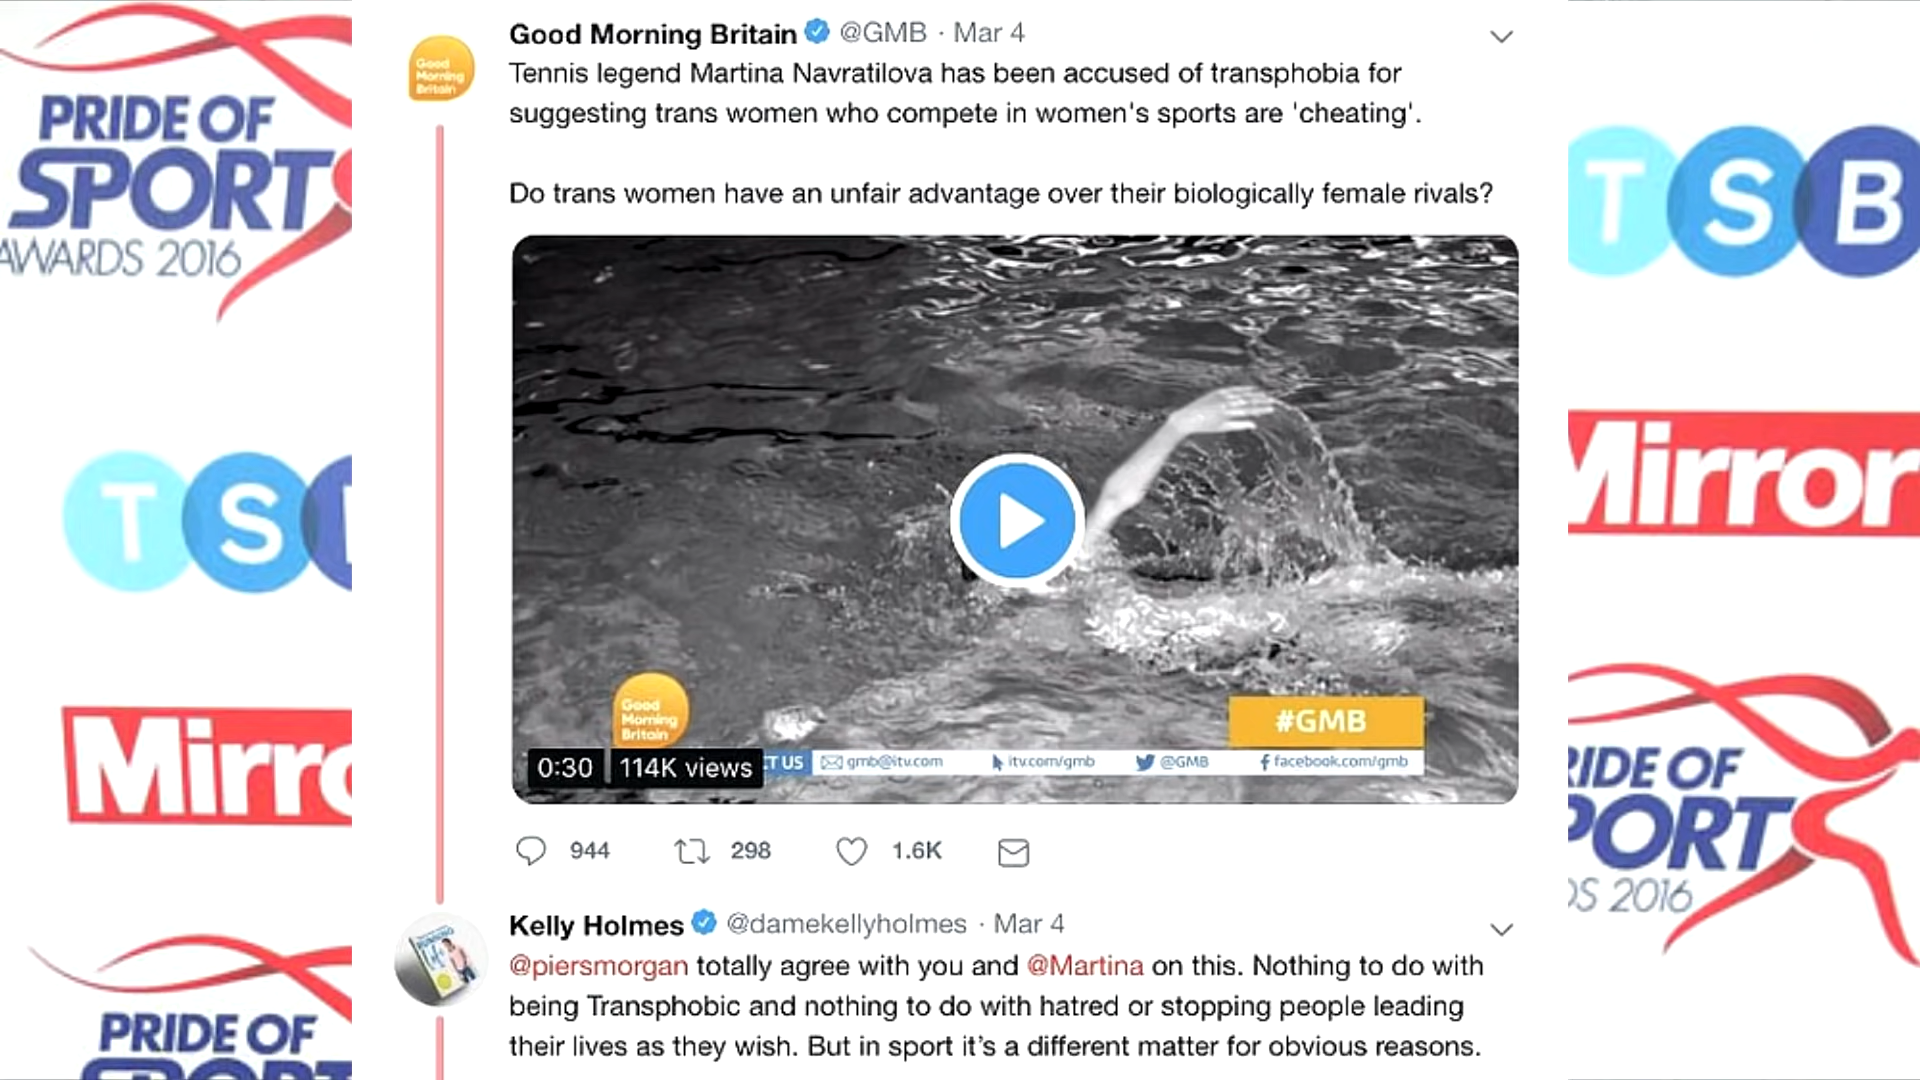 PRIDE OF
SPORT
AWARDS 2016
TSB
Mirror
PRIDE OF
Good Morning Britain @GMB · Mar 4
Good
Morning
Britain
Tennis legend Martina Navratilova has been accused of transphobia for
suggesting trans women who compete in women's sports are 'cheating'.
Do trans women have an unfair advantage over their biologically female rivals?
Good
Morning
Britain
#GMB
0:30 114K views
CT US gmb@itv.com itv.com/gmb @GMB facebook.com/gmb
944 298 1.6K
Kelly Holmes @damekellyholmes · Mar 4
@piersmorgan totally agree with you and @Martina on this. Nothing to do with
being Transphobic and nothing to do with hatred or stopping people leading
their lives as they wish. But in sport it’s a different matter for obvious reasons.
TSB
Mirror
RIDE OF
PORT
DS 2016